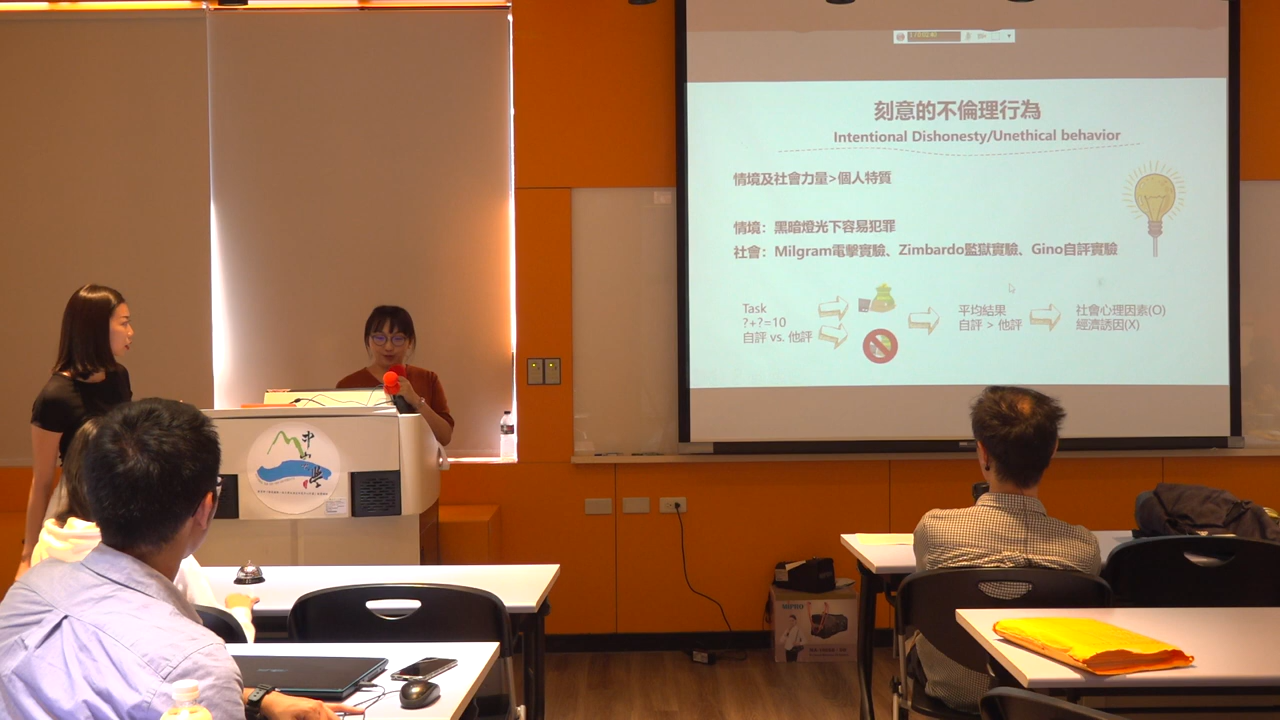 刻意的不倫理行為
Intentional Dishonesty/Unethical behavior
情境及社會力量>個人特質
情境：黑暗燈光下容易犯罪
社會：Milgram電擊實驗、Zimbardo監獄實驗、Gino自評實驗
Task
?+?=10
自評 vs. 他評
平均結果
自評 > 他評
社會心理因素(O)
經濟誘因(X)
MIPRO